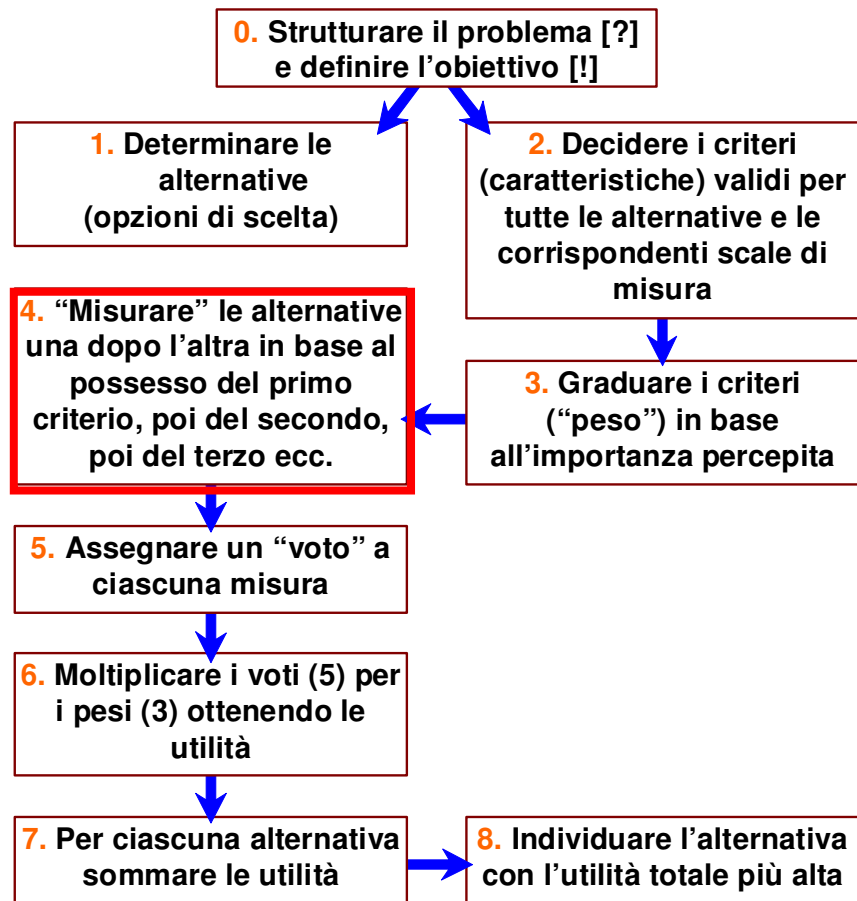 0. Strutturare il problema [?]
e definire l’obiettivo [!]
1. Determinare le
alternative
(opzioni di scelta)
2. Decidere i criteri
(caratteristiche) validi per
tutte le alternative e le
corrispondenti scale di
misura
3. Graduare i criteri
(“peso”) in base
all’importanza percepita
4. “Misurare” le alternative
una dopo l’altra in base al
possesso del primo
criterio, poi del secondo,
poi del terzo ecc.
5. Assegnare un “voto” a
ciascuna misura
6. Moltiplicare i voti (5) per
i pesi (3) ottenendo le
utilità
7. Per ciascuna alternativa
sommare le utilità
8. Individuare l’alternativa
con l’utilità totale più alta